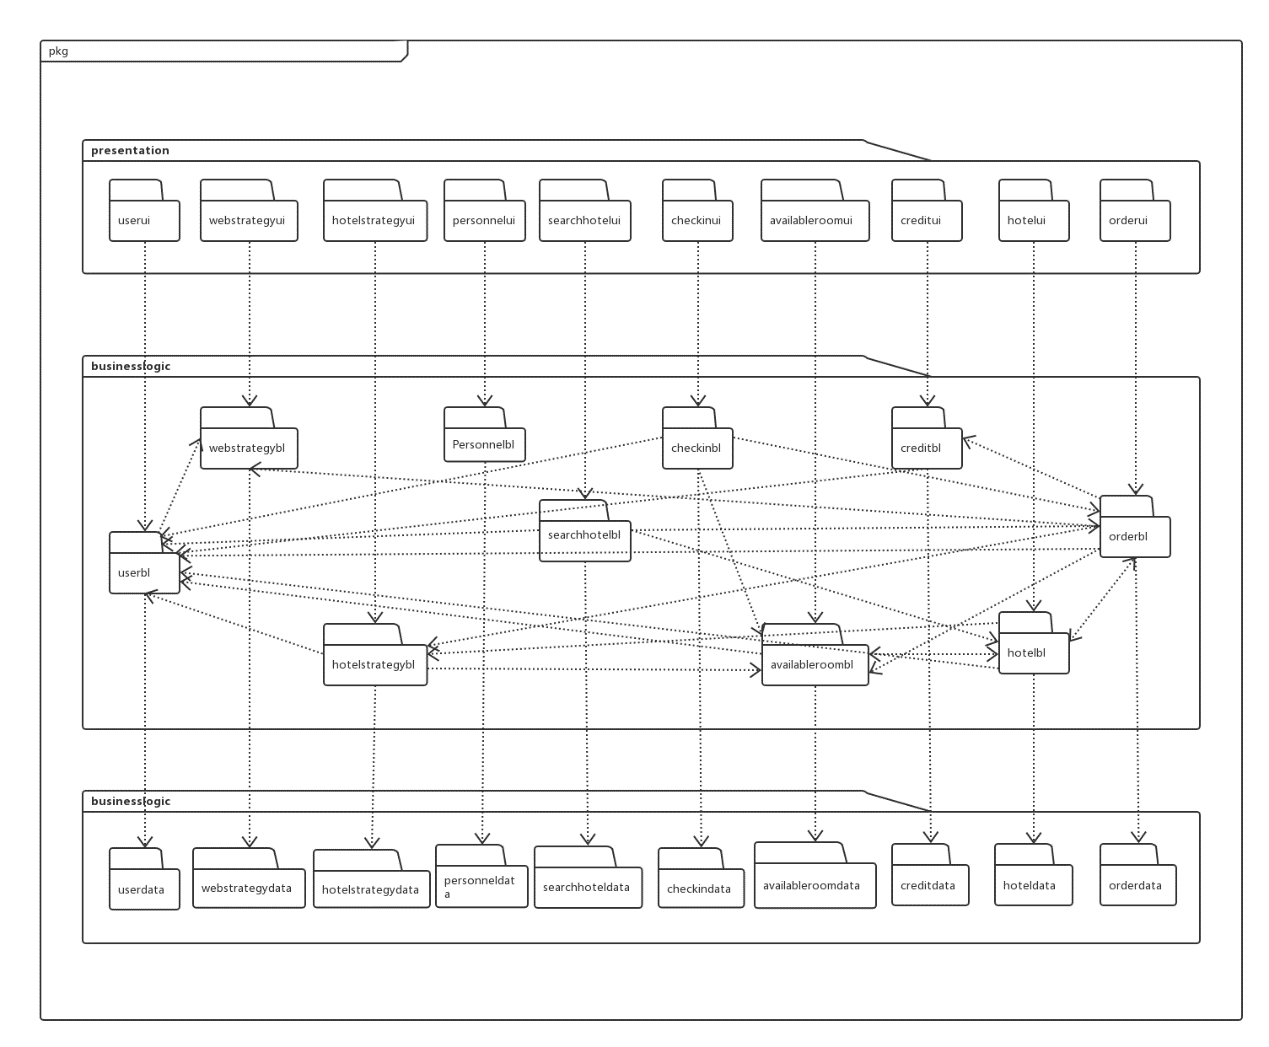 pkg
presentation
userui
webstrategyui
hotelstrategyui
personnelui
searchhotelui
checkinui
availableroomui
creditui
hotelui
orderui
businesslogic
webstrategybl
Personnelbl
checkinbl
creditbl
searchhotelbl
orderbl
userbl
hotelstrategybl
availableroombl
hotelbl
businesslogic
userdata
webstrategydata
hotelstrategydata
personneldat
a
searchhoteldata
checkindata
availableroomdata
creditdata
hoteldata
orderdata